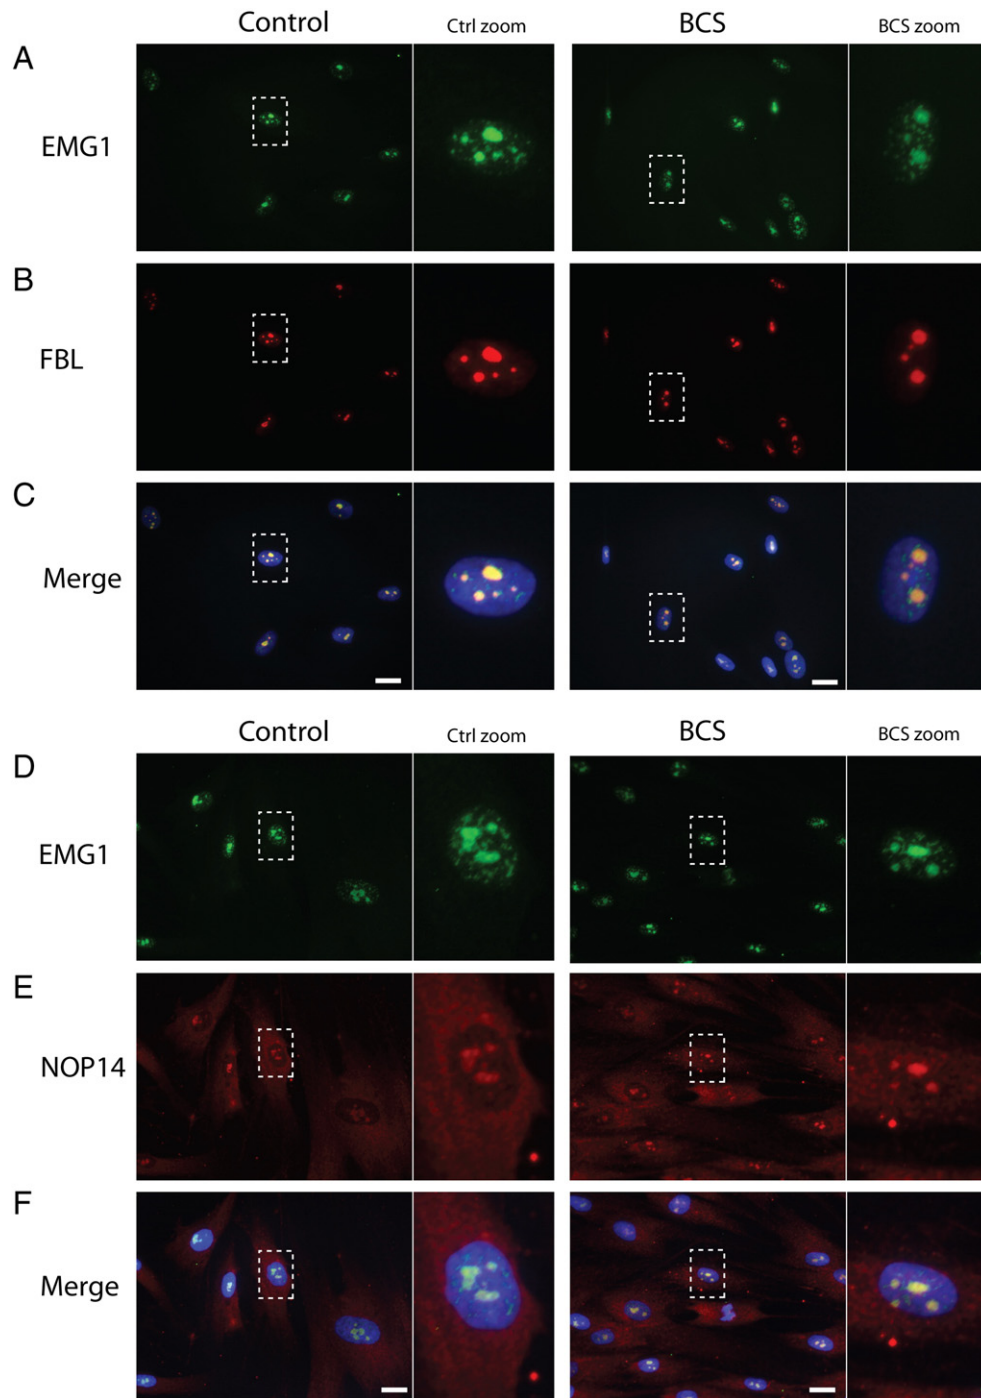 Control Ctrl zoom BCS BCS zoom
A
EMG1
B
FBL
C
Merge
Control Ctrl zoom BCS BCS zoom
D
EMG1
E
NOP14
F
Merge